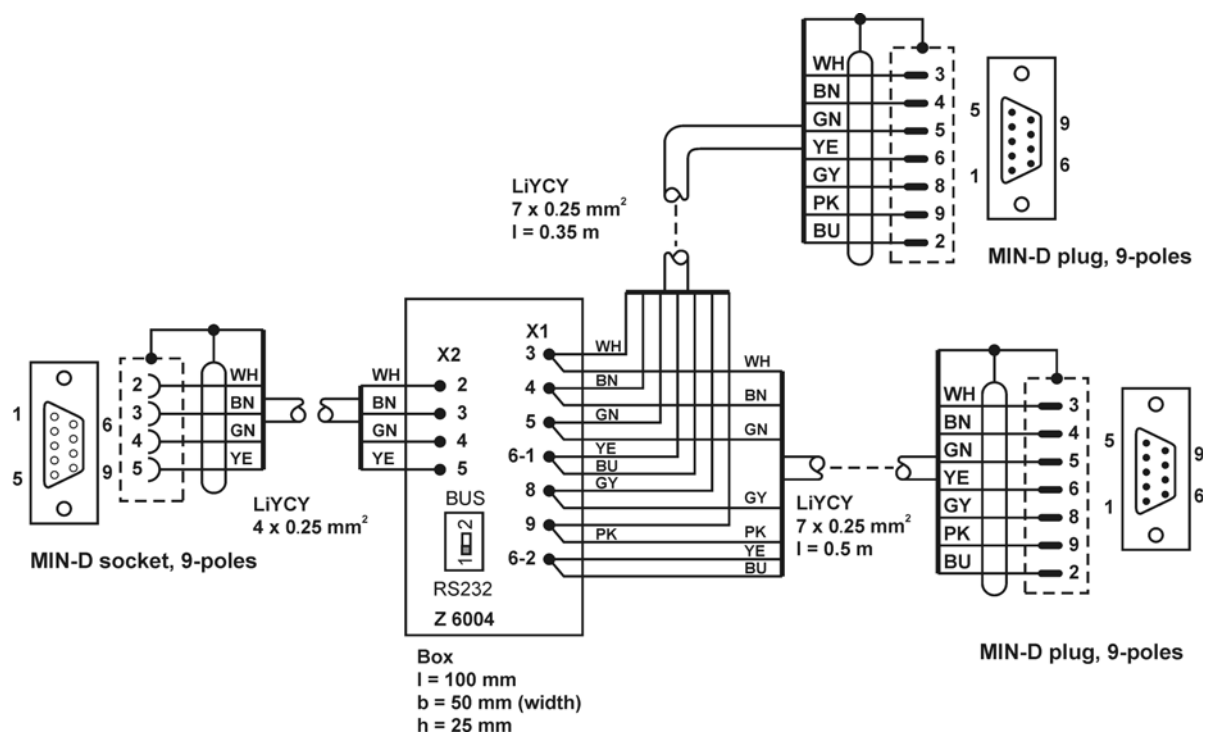 WH 3
BN 4
GN 5
YE 6
GY 8
PK 9
BU 2
5 9
1 6
MIN-D plug, 9-poles
LiYCY
7 x 0.25 mm²
l = 0.35 m
X1
3 WH WH
4 BN BN
5 GN GN
6-1 YE
BU
8 GY GY
9 PK PK
6-2 YE
BU
X2
WH 2
BN 3
GN 4
YE 5
BUS
1 2
RS232
Z 6004
Box
l = 100 mm
b = 50 mm (width)
h = 25 mm
1 6
5 9
2 WH
3 BN
4 GN
5 YE
LiYCY
4 x 0.25 mm²
MIN-D socket, 9-poles
LiYCY
7 x 0.25 mm²
l = 0.5 m
WH 3
BN 4
GN 5
YE 6
GY 8
PK 9
BU 2
5 9
1 6
MIN-D plug, 9-poles